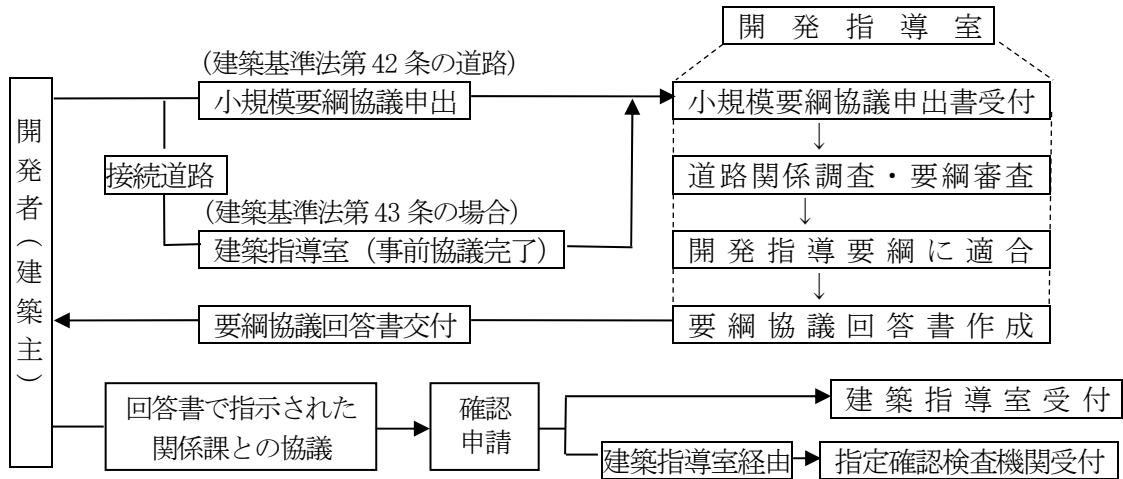 開発指導室
(建築基準法第42条の道路)
小規模要綱協議申出
小規模要綱協議申出書受付
↓
開発者(建築主)
接続道路
道路関係調査・要綱審査
↓
(建築基準法第43条の場合)
建築指導室(事前協議完了)
開発指導要綱に適合
↓
要綱協議回答書交付
要綱協議回答書作成
回答書で指示された
関係課との協議
確認
申請
建築指導室受付
建築指導室経由
指定確認検査機関受付